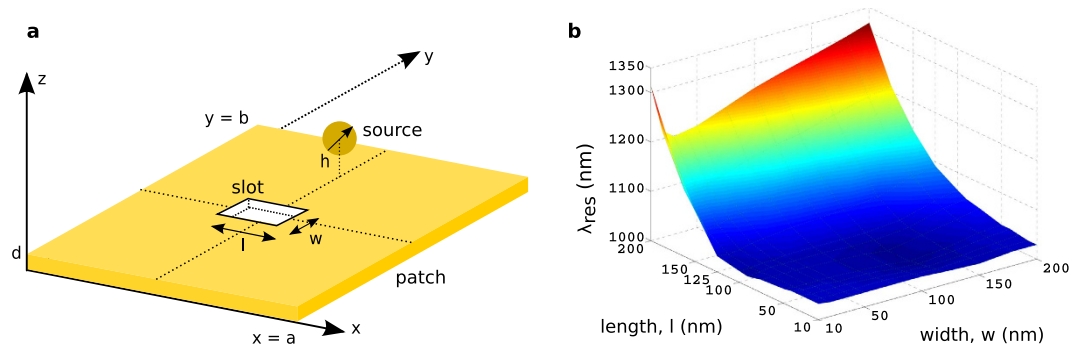 a
z
y
y = b
source
h
slot
l
w
d
patch
x
x = a
b
1350
1300
1200
1100
1000
λres (nm)
200
150
125
100
50
10
length, l (nm)
10
50
100
150
200
width, w (nm)